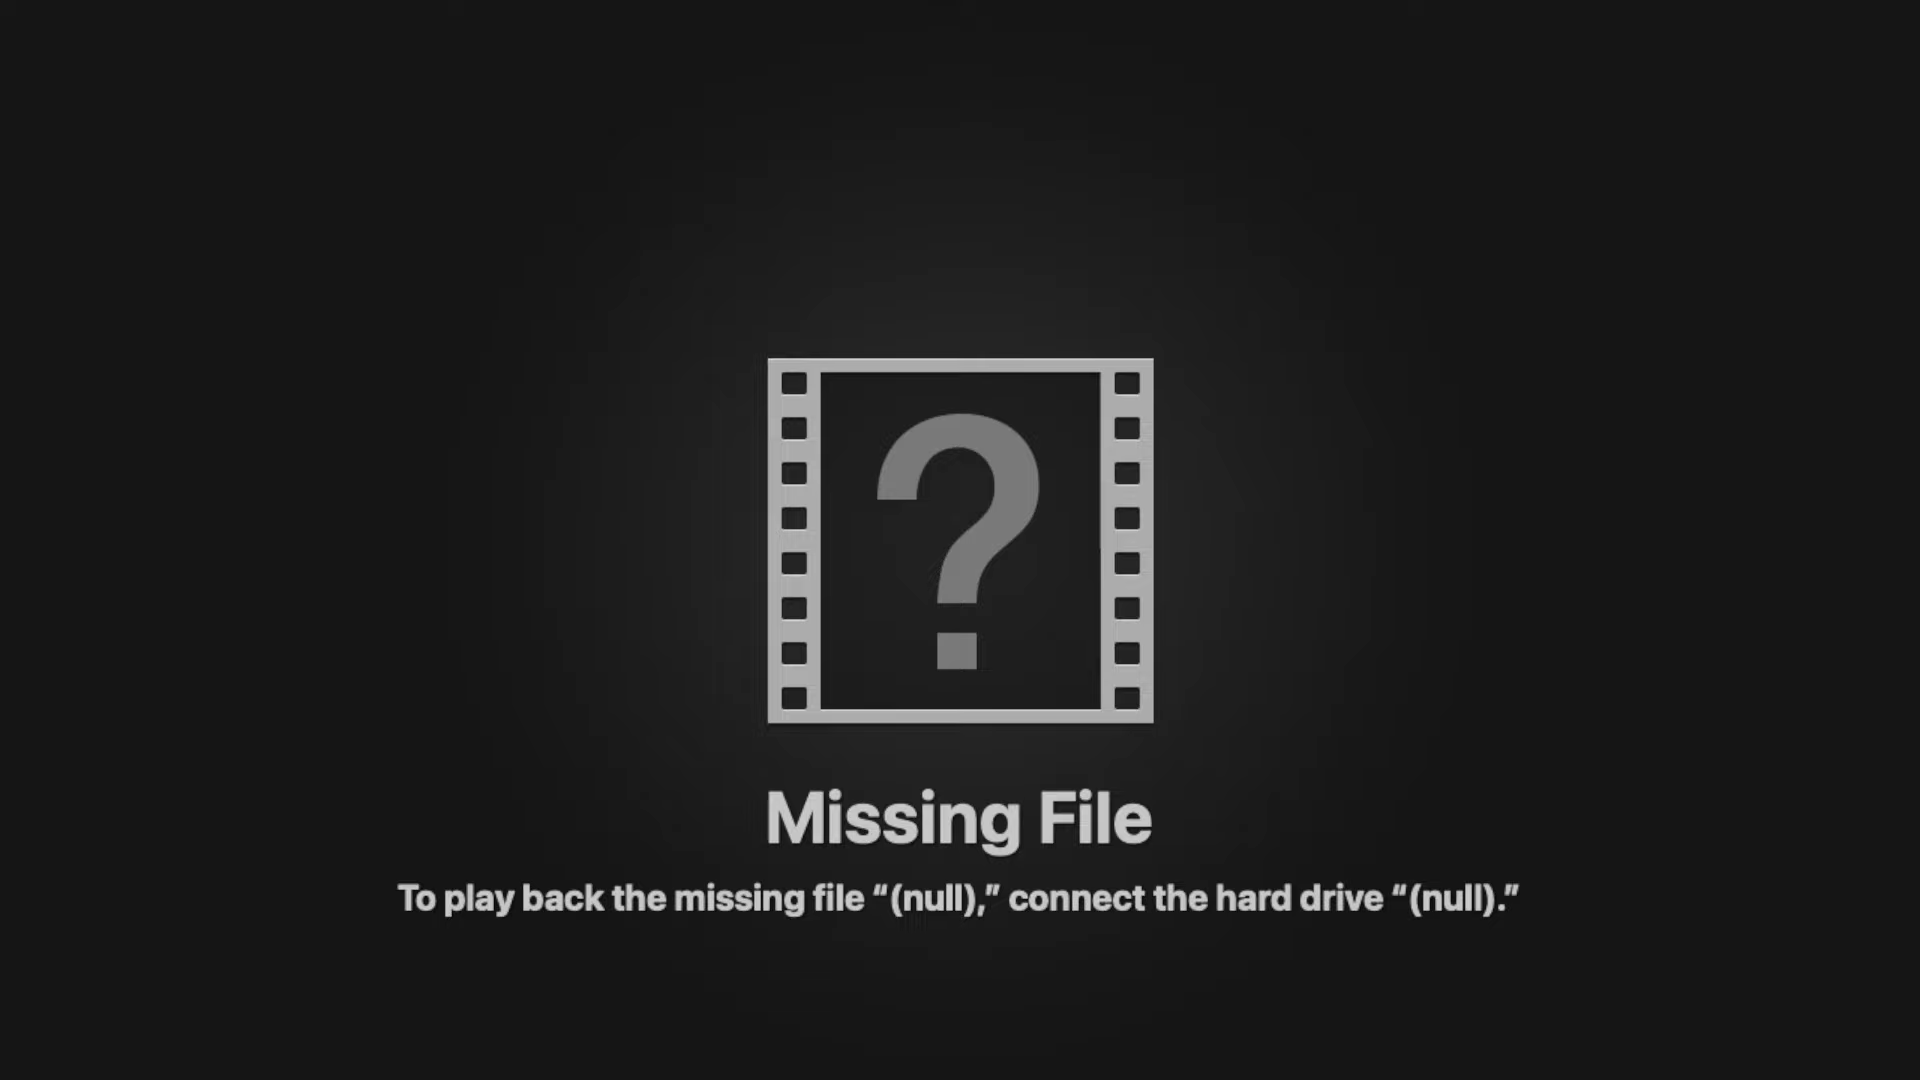 ?
Missing File
To play back the missing file “(null),” connect the hard drive “(null).”